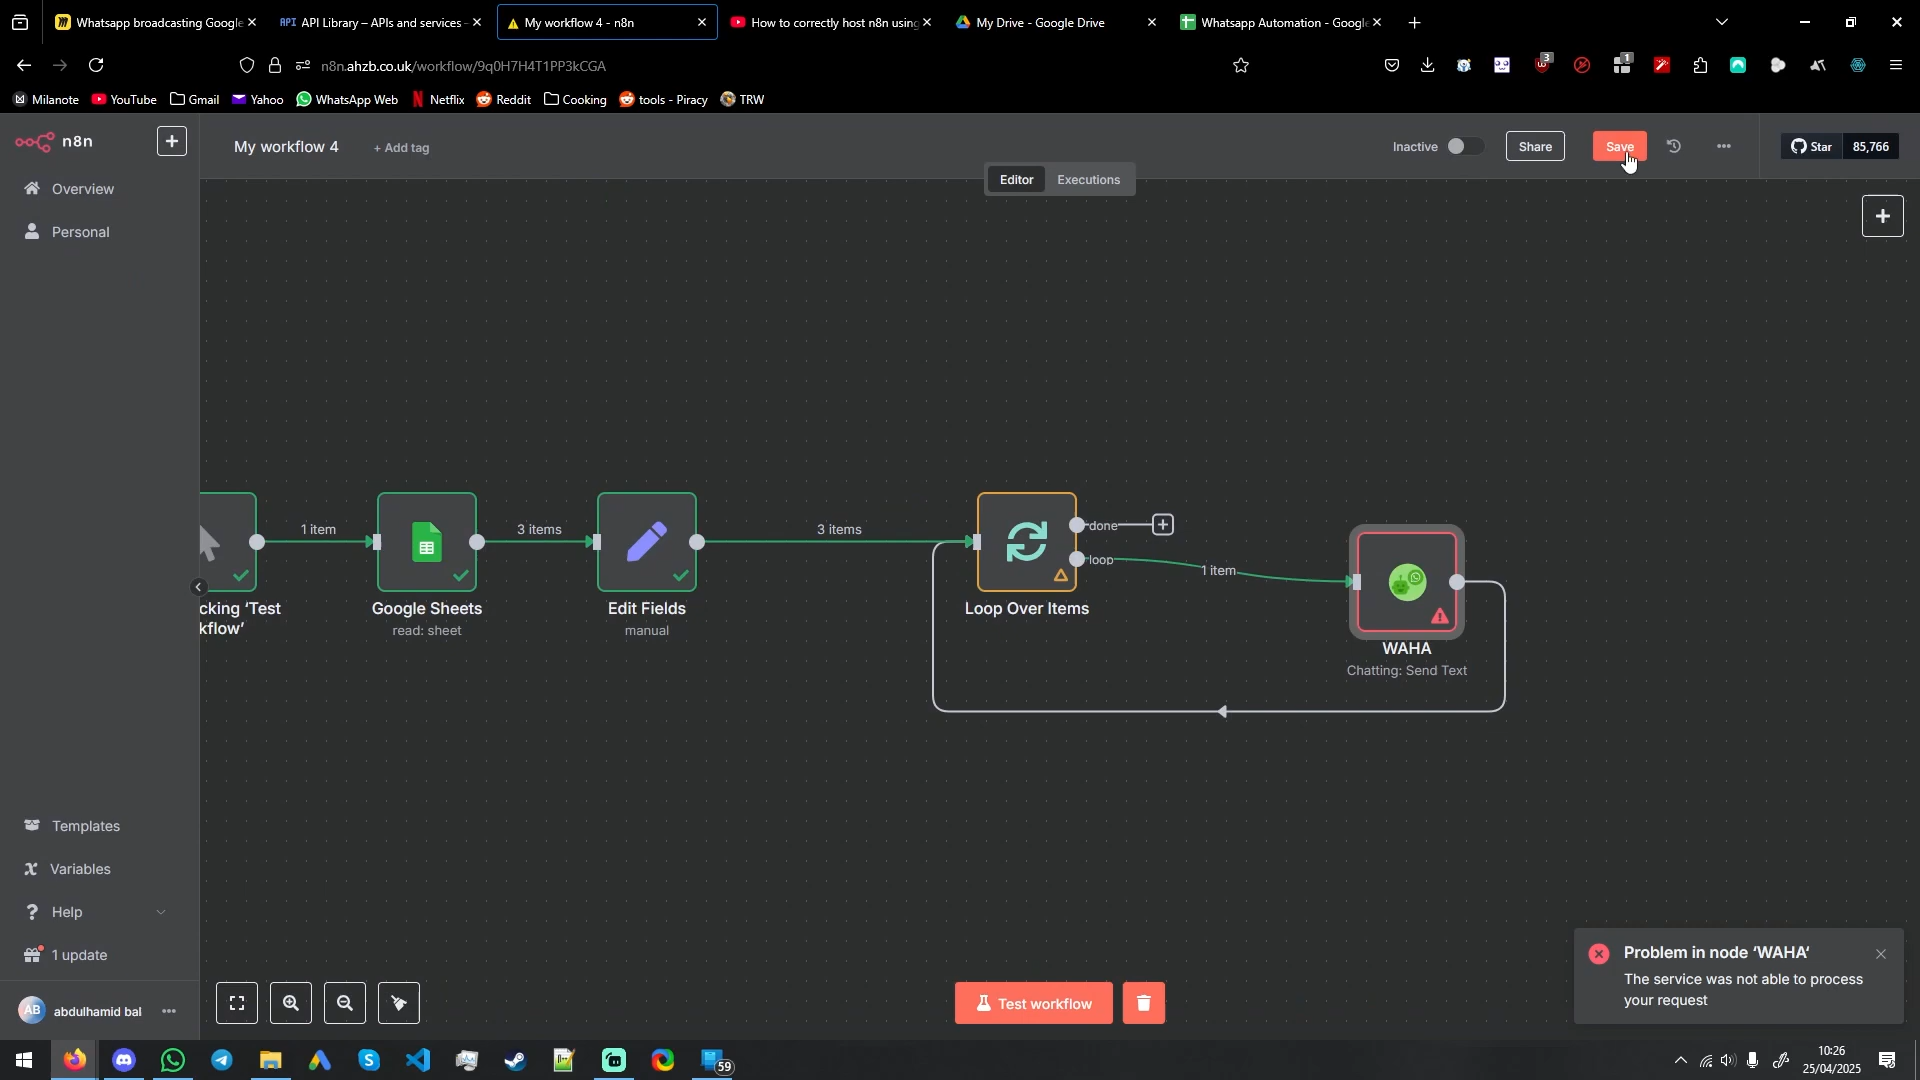 Whatsapp broadcasting Google
API Library – APIs and services -
My workflow 4 - n8n
How to correctly host n8n using
My Drive - Google Drive
Whatsapp Automation - Google
n8n.ahzb.co.uk/workflow/9q0H7H4T1PP3kCGA
3
1
Milanote
YouTube
Gmail
Yahoo
WhatsApp Web
Netflix
Reddit
Cooking
tools - Piracy
TRW
n8n
My workflow 4
+ Add tag
Inactive
Share
Save
Star
85,766
Editor
Executions
Overview
Personal
1 item
3 items
3 items
done
loop
1 item
cking ‘Test
kflow’
Google Sheets
read: sheet
Edit Fields
manual
Loop Over Items
WAHA
Chatting: Send Text
Templates
Variables
Help
1 update
AB
abdulhamid bal
Test workflow
Problem in node ‘WAHA‘
The service was not able to process
your request
59
10:26
25/04/2025